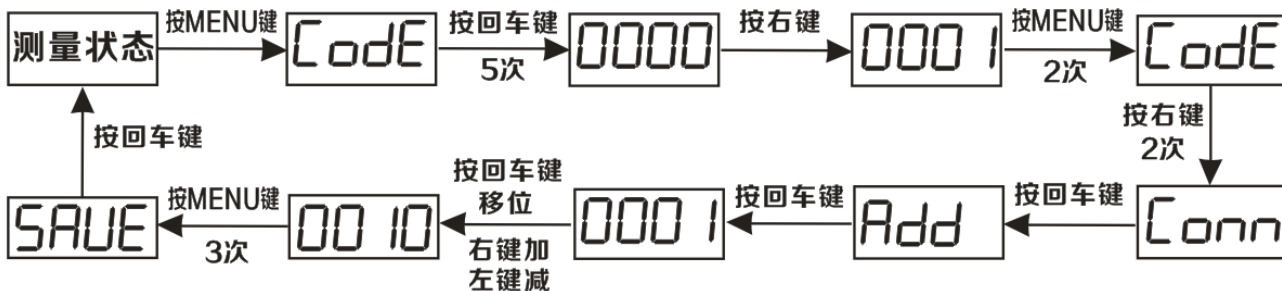 测量状态
按MENU键
CodE
按回车键
5次
0000
按右键
0001
按MENU键
2次
CodE
按右键
2次
Conn
按回车键
Add
按回车键
0001
按回车键
移位
右键加
左键减
0010
按MENU键
3次
SAVE
按回车键